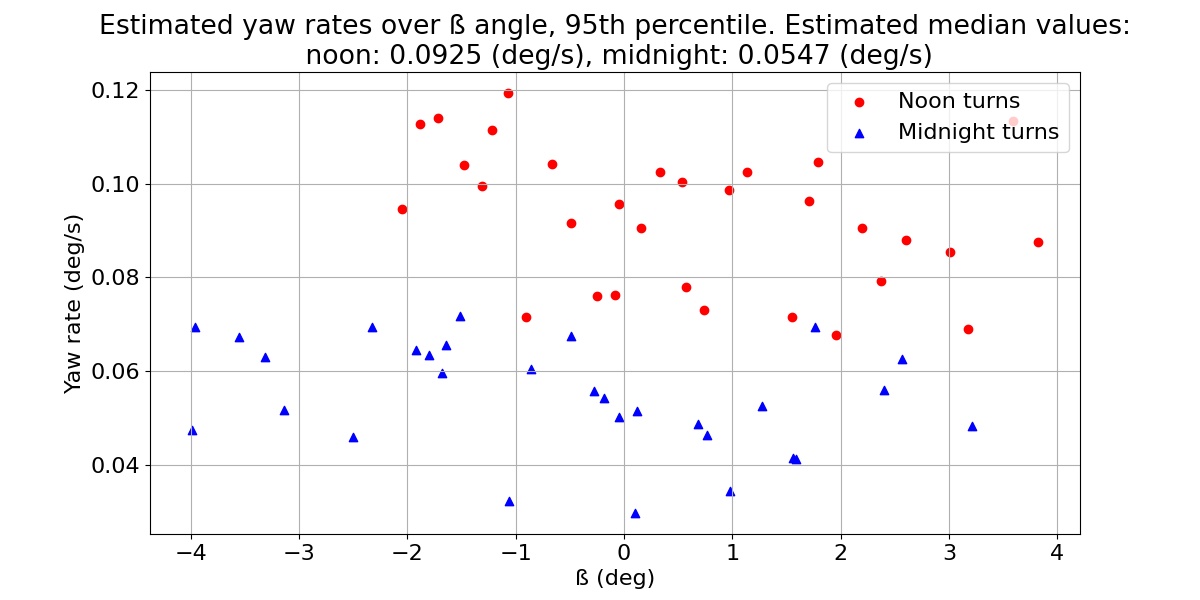 Estimated yaw rates over ß angle, 95th percentile. Estimated median values:
noon: 0.0925 (deg/s), midnight: 0.0547 (deg/s)
Noon turns
Midnight turns
Yaw rate (deg/s)
0.12
0.10
0.08
0.06
0.04
−4 −3 −2 −1 0 1 2 3 4
ß (deg)